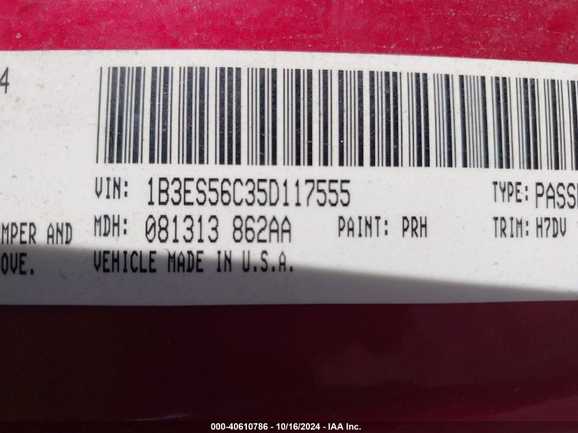 4
VIN: 1B3ES56C35D117555 TYPE: PASS
MPER AND MDH: 081313 862AA PAINT: PRH TRIM: H7DV
OVE. VEHICLE MADE IN U.S.A.
000-40610786 - 10/16/2024 - IAA Inc.